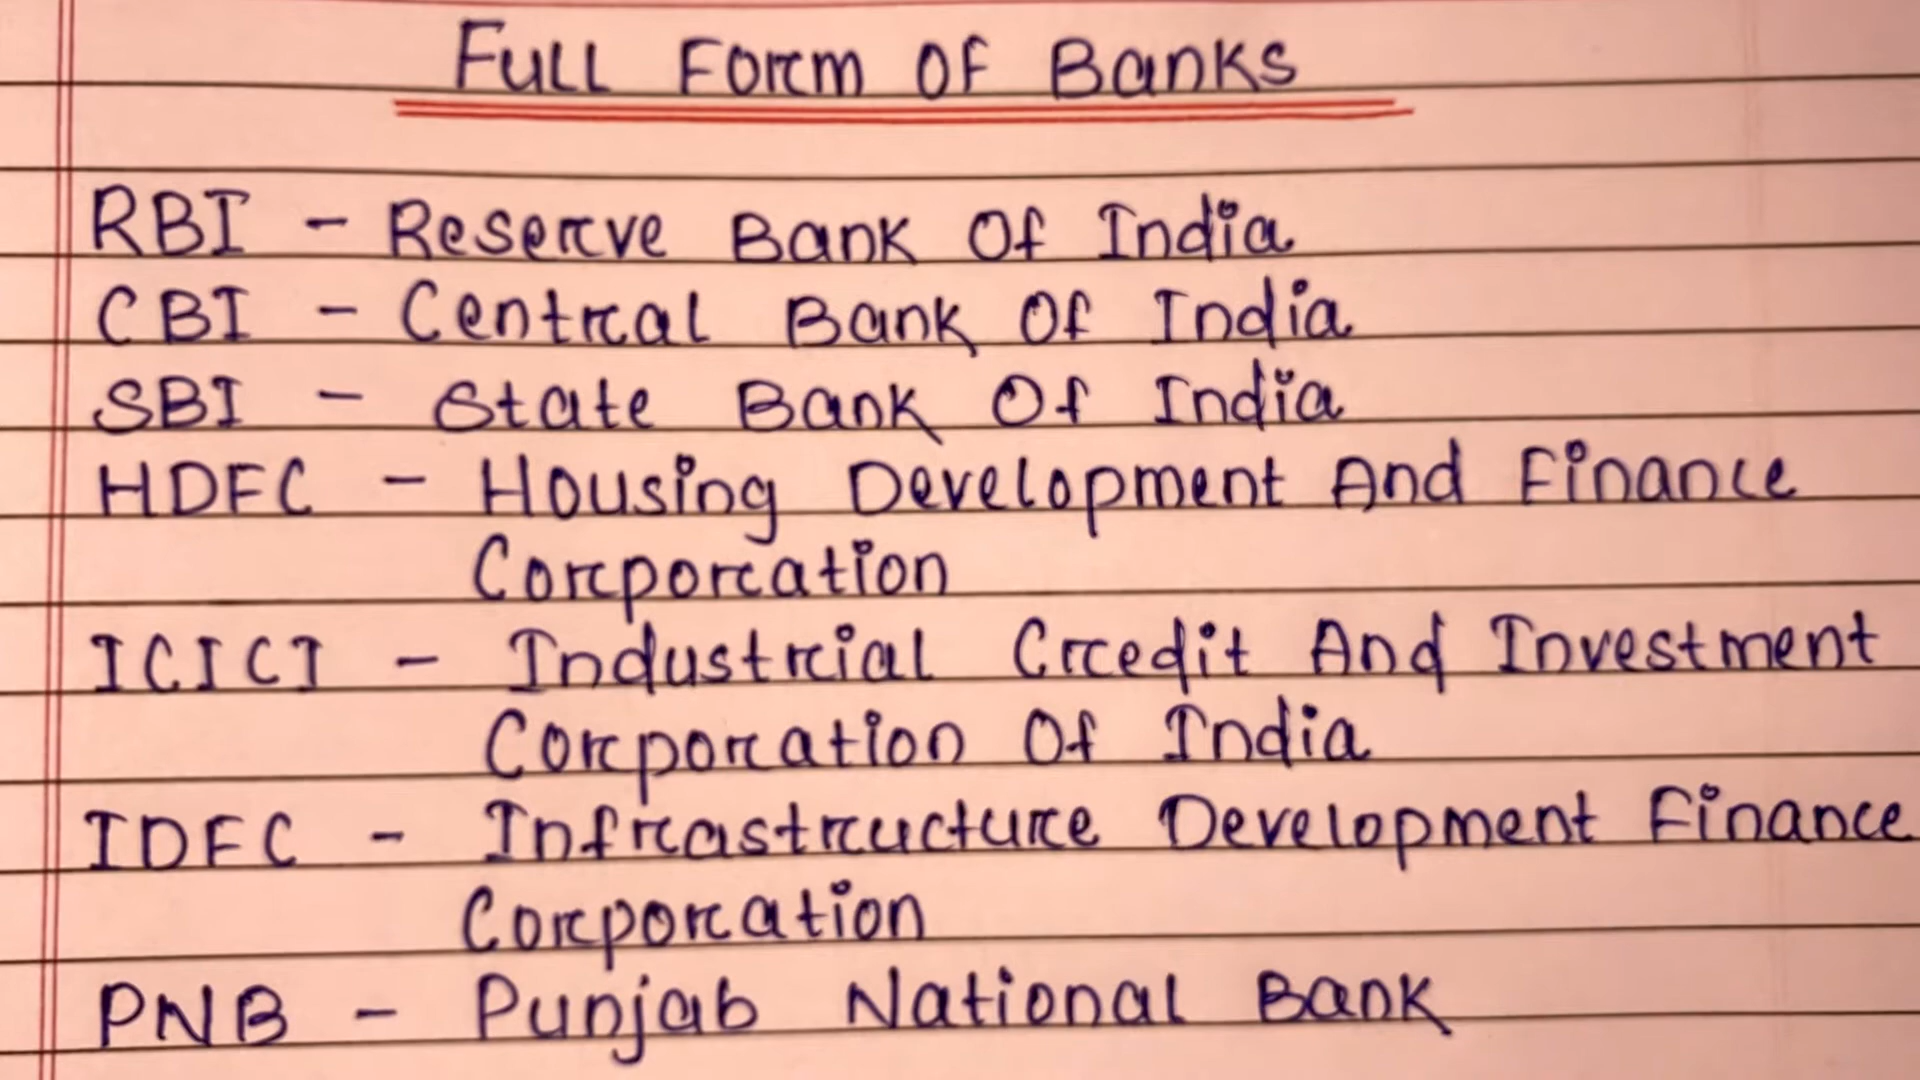 Full Form Of Banks
RBI - Reserve Bank Of India
CBI - Central Bank Of India
SBI - State Bank Of India
HDFC - Housing Development And Finance
Corporation
ICICI - Industrial Credit And Investment
Corporation Of India
IDFC - Infrastructure Development Finance
Corporation
PNB - Punjab National Bank